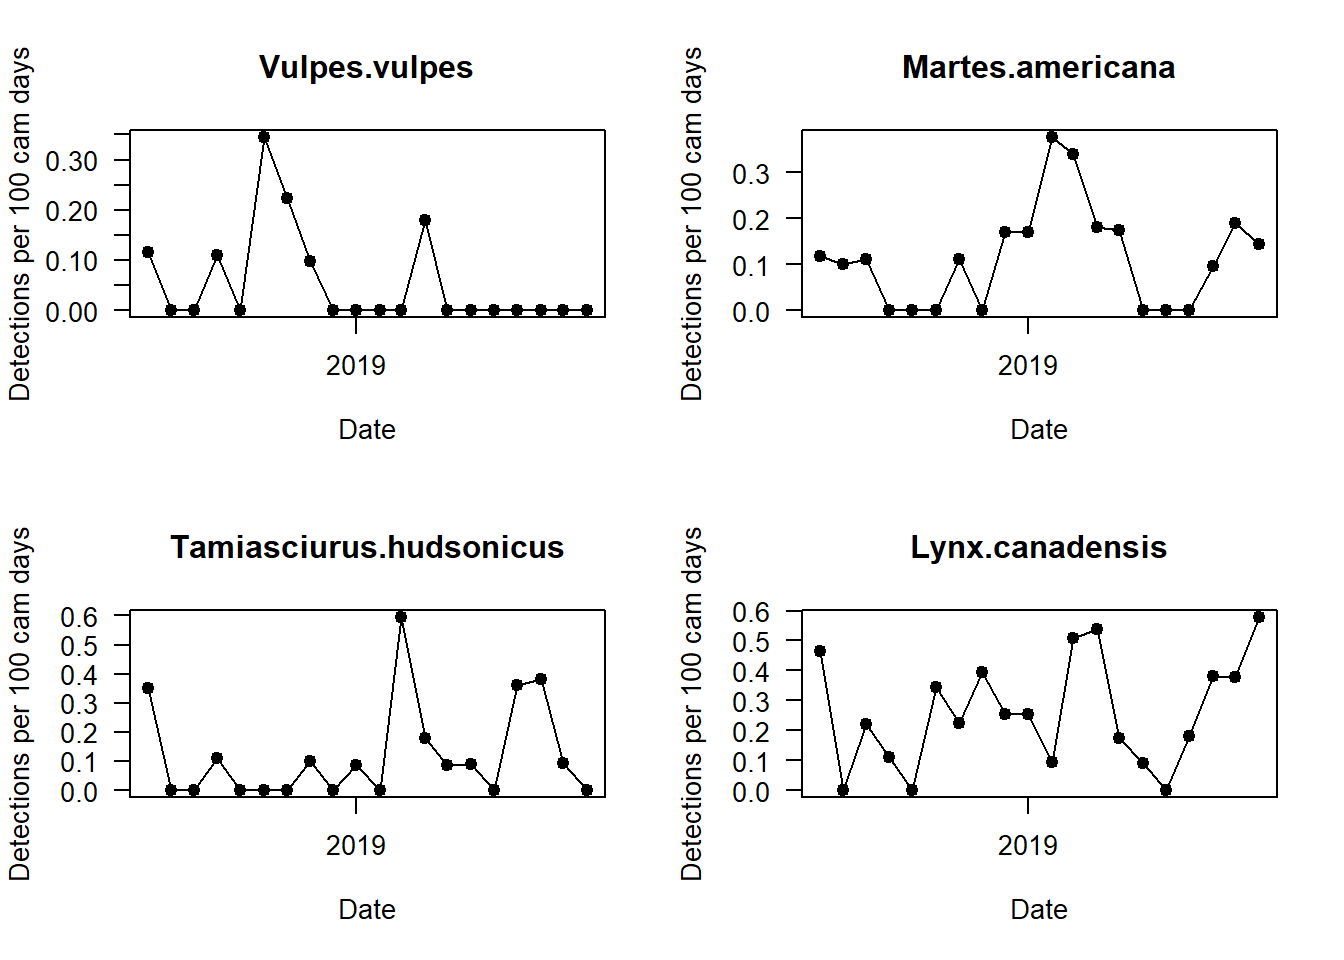 Vulpes.vulpes
Detections per 100 cam days
0.30
0.20
0.10
0.00
2019
Date
Martes.americana
Detections per 100 cam days
0.3
0.2
0.1
0.0
2019
Date
Tamiasciurus.hudsonicus
Detections per 100 cam days
0.6
0.5
0.4
0.3
0.2
0.1
0.0
2019
Date
Lynx.canadensis
Detections per 100 cam days
0.6
0.5
0.4
0.3
0.2
0.1
0.0
2019
Date